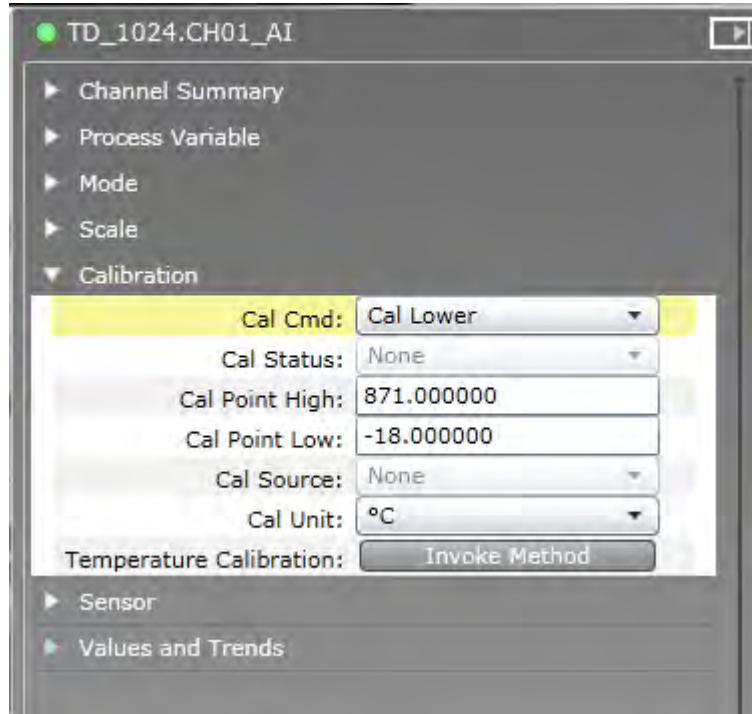 TD_1024.CH01_AI
Channel Summary
Process Variable
Mode
Scale
Calibration
Cal Cmd: Cal Lower
Cal Status: None
Cal Point High: 871.000000
Cal Point Low: -18.000000
Cal Source: None
Cal Unit: °C
Temperature Calibration: Invoke Method
Sensor
Values and Trends